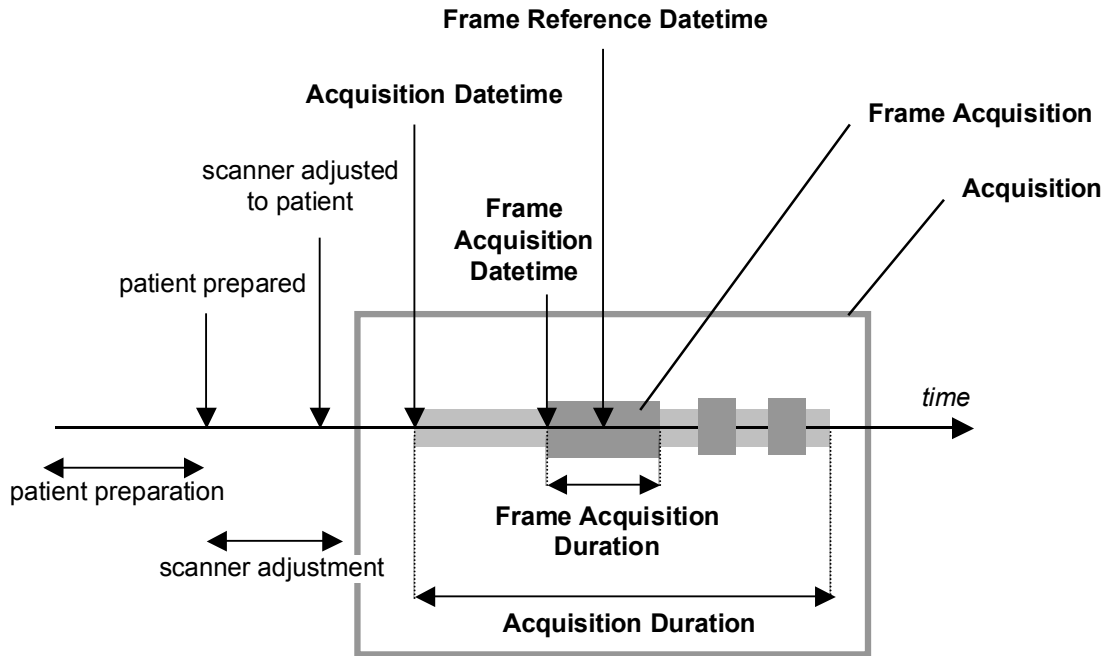 Frame Reference Datetime
Acquisition Datetime
Frame Acquisition
scanner adjusted
to patient
Acquisition
Frame
Acquisition
Datetime
patient prepared
time
patient preparation
Frame Acquisition
Duration
scanner adjustment
Acquisition Duration